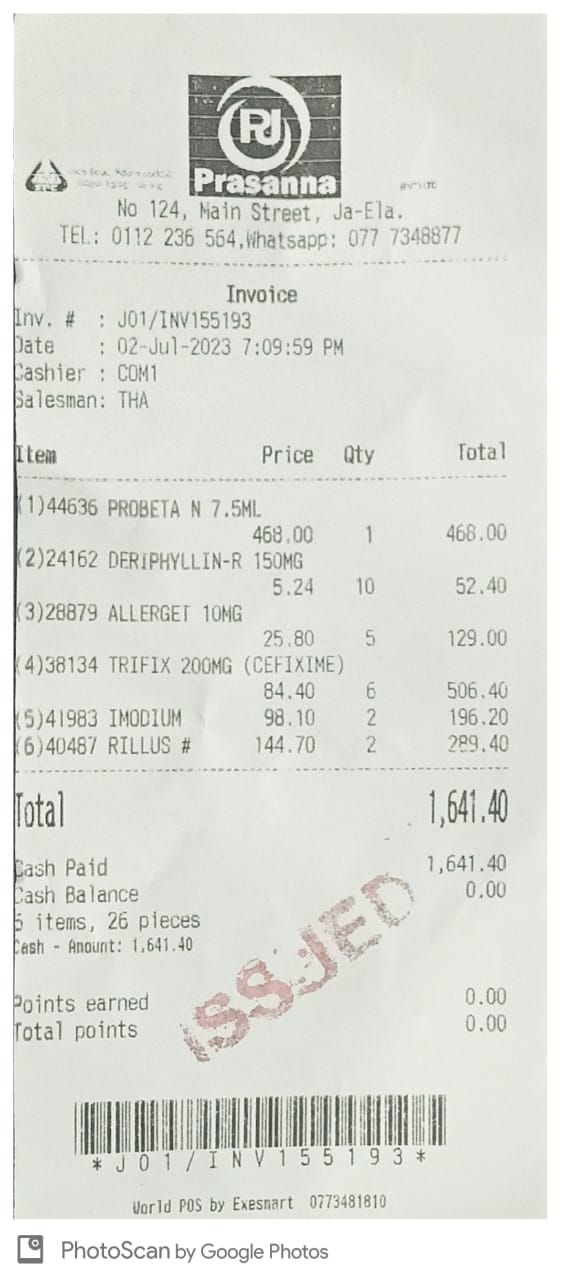 PJ
Prasanna
No 124, Main Street, Ja-Ela.
TEL: 0112 236 564,Whatsapp: 077 7348877
Invoice
Inv. # : J01/INV155193
Date : 02-Jul-2023 7:09:59 PM
Cashier : COM1
Salesman: THA
Item Price Qty Total
(1)44636 PROBETA N 7.5ML
468.00 1 468.00
(2)24162 DERIPHYLLIN-R 150MG
5.24 10 52.40
(3)28879 ALLERGET 10MG
25.80 5 129.00
(4)38134 TRIFIX 200MG (CEFIXIME)
84.40 6 506.40
(5)41983 IMODIUM 98.10 2 196.20
(6)40487 RILLUS # 144.70 2 289.40
Total 1,641.40
Cash Paid 1,641.40
Cash Balance 0.00
6 items, 26 pieces
Cash - Amount: 1,641.40
ISSUED
Points earned 0.00
Total points 0.00
*J01/INV155193*
World POS by Exesmart 0773481810
PhotoScan by Google Photos